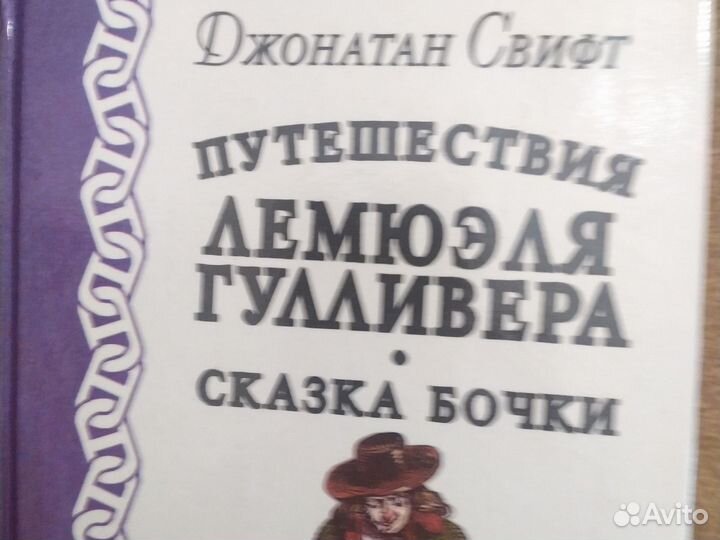 Джонатан Свифт
ПУТЕШЕСТВИЯ
ЛЕМЮЭЛЯ
ГУЛЛИВЕРА
•
СКАЗКА БОЧКИ
Avito